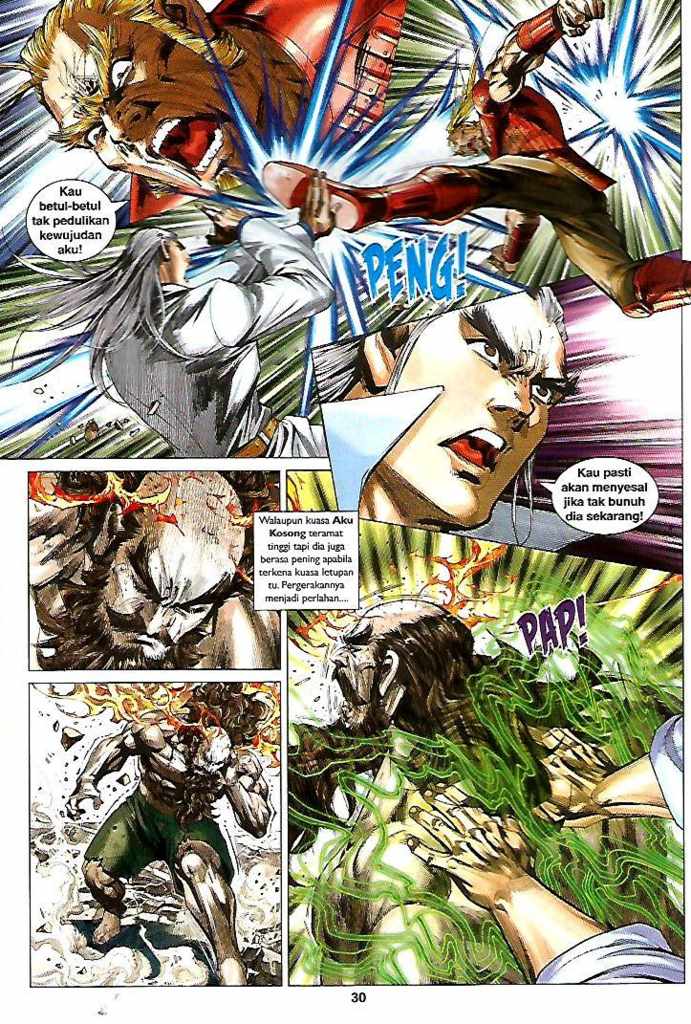 Kau
betul-betul
tak pedulikan
kewujudan
aku!
PENG!
Kau pasti
akan menyesal
jika tak bunuh
dia sekarang!
Walaupun kuasa Aku
Kosong teramat
tinggi tapi dia juga
berasa pening apabila
terkena kuasa letupan
tu. Pergerakannya
menjadi perlahan....
PAP!
30